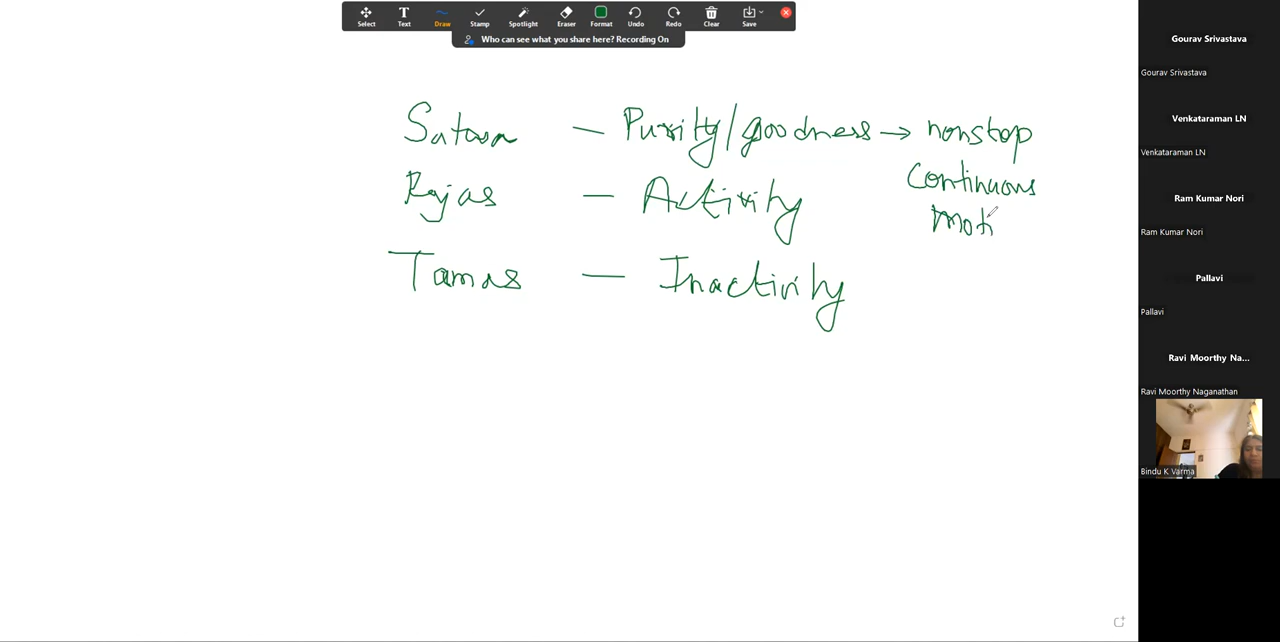 Select Text Draw Stamp Spotlight Eraser Format Undo Redo Clear Save
Who can see what you share here? Recording On
Satva — Purity/goodness → nonstop
continuous
moti
Rajas — Activity
Tamas — Inactivity
Gourav Srivastava
Gourav Srivastava
Venkataraman LN
Venkataraman LN
Ram Kumar Nori
Ram Kumar Nori
Pallavi
Pallavi
Ravi Moorthy Na...
Ravi Moorthy Naganathan
Bindu K Varma